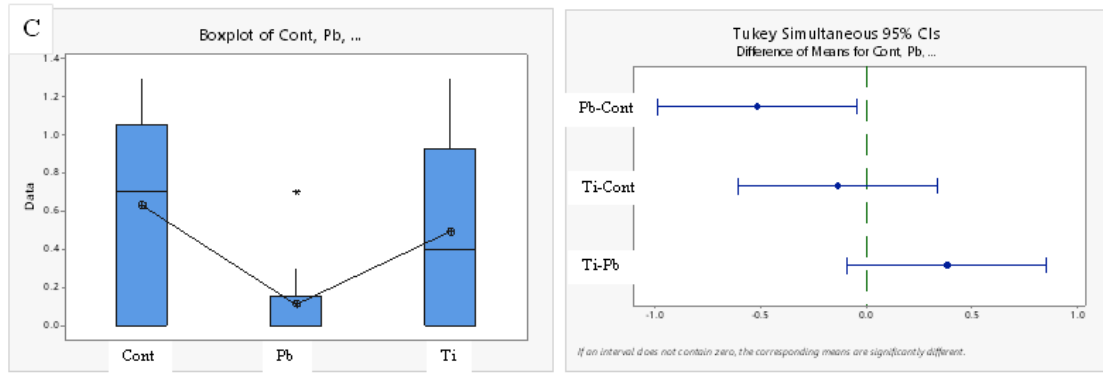 C
Boxplot of Cont, Pb, ...
1.4
1.2
1.0
0.8
0.6
0.4
0.2
0.0
Data
*
Cont Pb Ti
Tukey Simultaneous 95% CIs
Difference of Means for Cont, Pb, ...
Pb-Cont
Ti-Cont
Ti-Pb
-1.0 -0.5 0.0 0.5 1.0
If an interval does not contain zero, the corresponding means are significantly different.